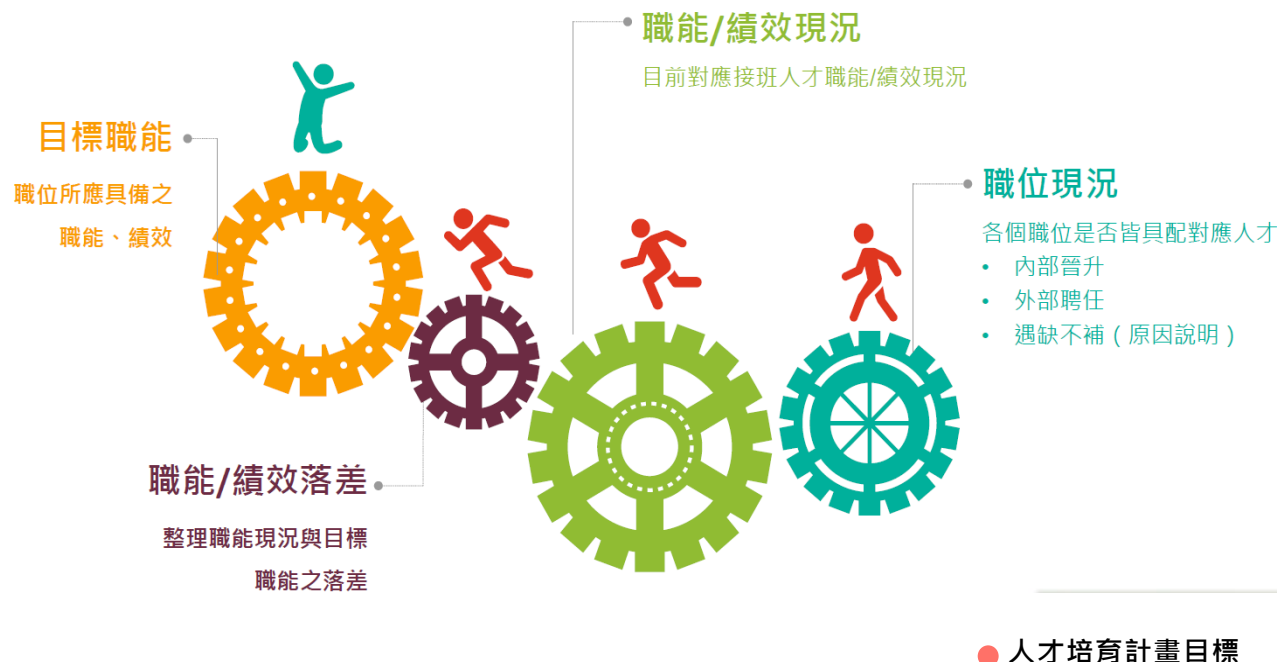 職能/績效現況
目前對應接班人才職能/績效現況
目標職能
職位所應具備之
職能、績效
職位現況
各個職位是否皆具配對應人才
• 內部晉升
• 外部聘任
• 遇缺不補(原因說明)
職能/績效落差
整理職能現況與目標
職能之落差
人才培育計畫目標